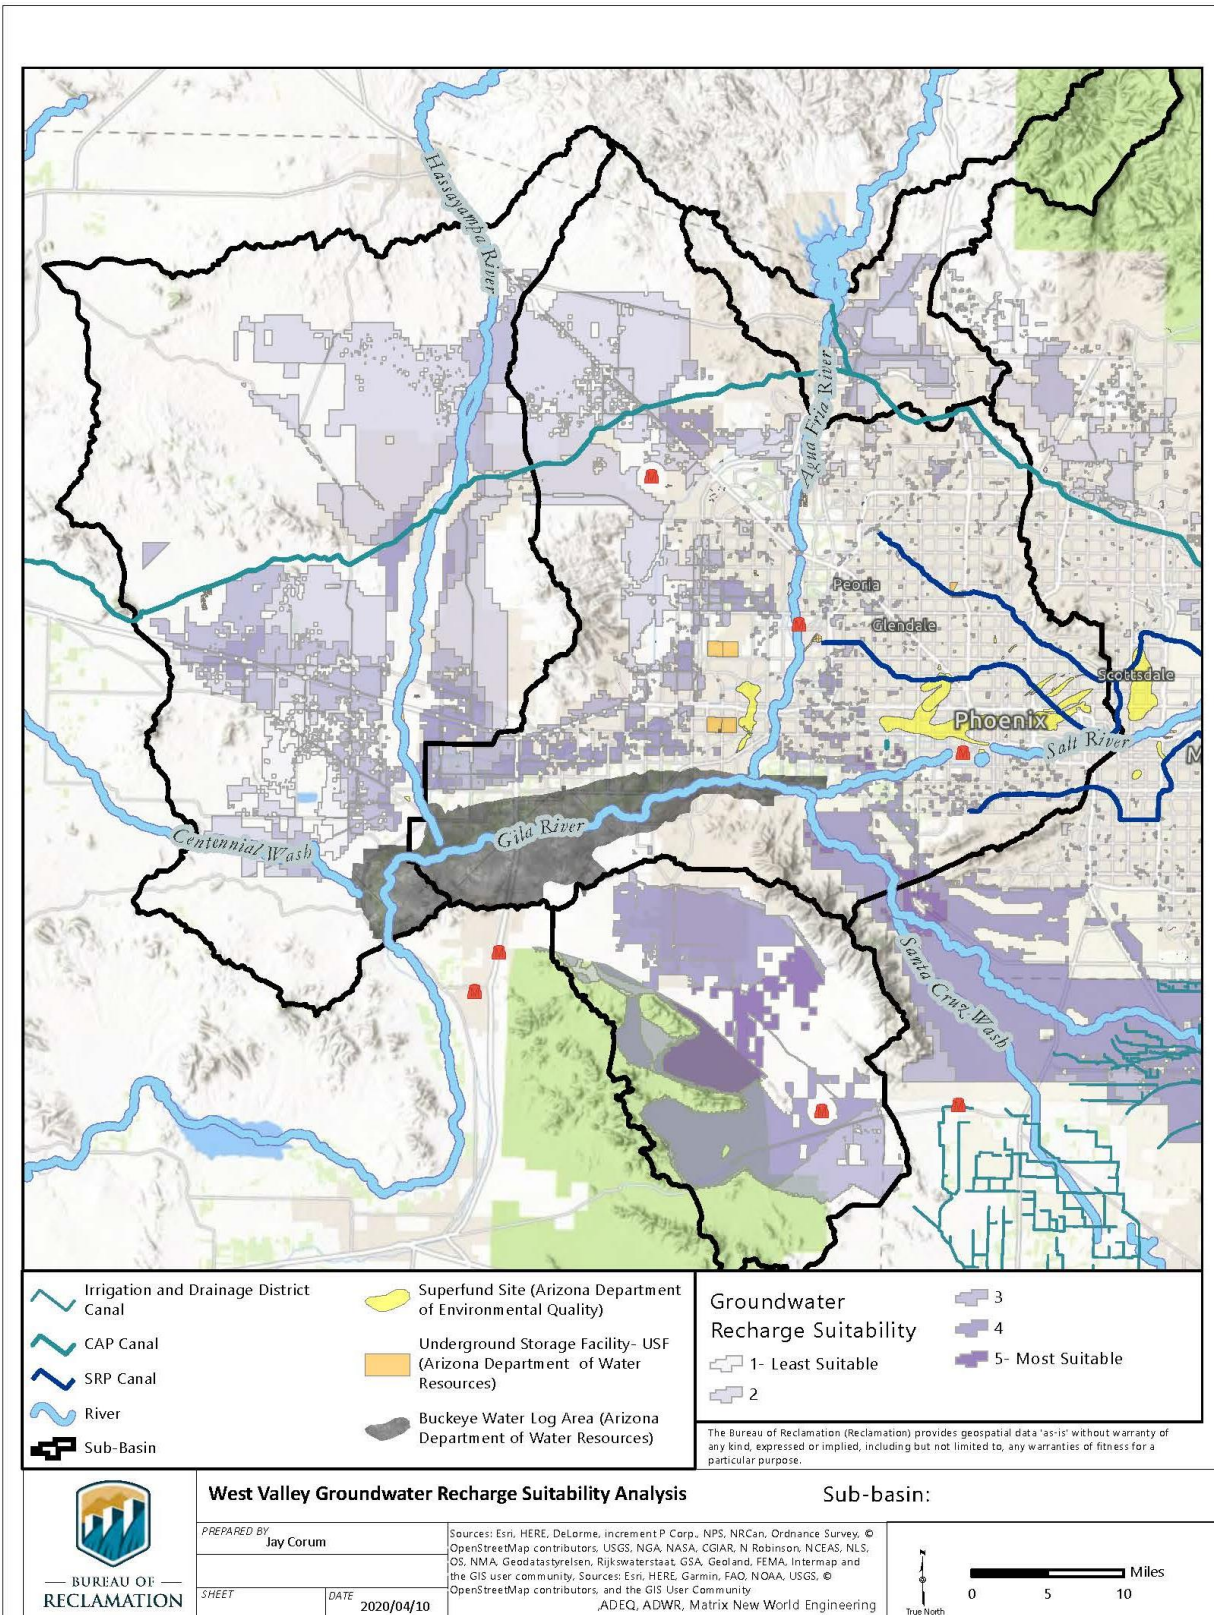 Hassayampa River
Agua Fria River
Peoria
Glendale
Scottsdale
Phoenix
Salt River
M
Gila River
Centennial Wash
Santa Cruz Wash
Irrigation and Drainage District
Canal
CAP Canal
SRP Canal
River
Sub-Basin
Superfund Site (Arizona Department
of Environmental Quality)
Underground Storage Facility- USF
(Arizona Department of Water
Resources)
Buckeye Water Log Area (Arizona
Department of Water Resources)
Groundwater
Recharge Suitability
1- Least Suitable
2
3
4
5- Most Suitable
The Bureau of Reclamation (Reclamation) provides geospatial data 'as-is' without warranty of
any kind, expressed or implied, including but not limited to, any warranties of fitness for a
particular purpose.
BUREAU OF
RECLAMATION
West Valley Groundwater Recharge Suitability Analysis
Sub-basin:
PREPARED BY
Jay Corum
SHEET
DATE
2020/04/10
Sources: Esri, HERE, DeLorme, increment P Corp., NPS, NRCan, Ordnance Survey, ©
OpenStreetMap contributors, USGS, NGA, NASA, CGIAR, N Robinson, NCEAS, NLS,
OS, NMA, Geodatastyrelsen, Rijkswaterstaat, GSA, Geoland, FEMA, Intermap and
the GIS user community, Sources: Esri, HERE, Garmin, FAO, NOAA, USGS, ©
OpenStreetMap contributors, and the GIS User Community
,ADEQ, ADWR, Matrix New World Engineering
N
True North
Miles
0 5 10